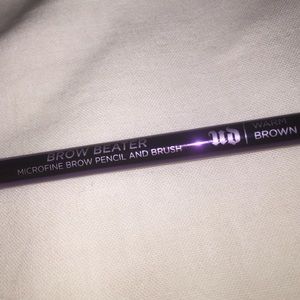 BROW BEATER
MICROFINE BROW PENCIL AND BRUSH
UD
WARM
BROWN